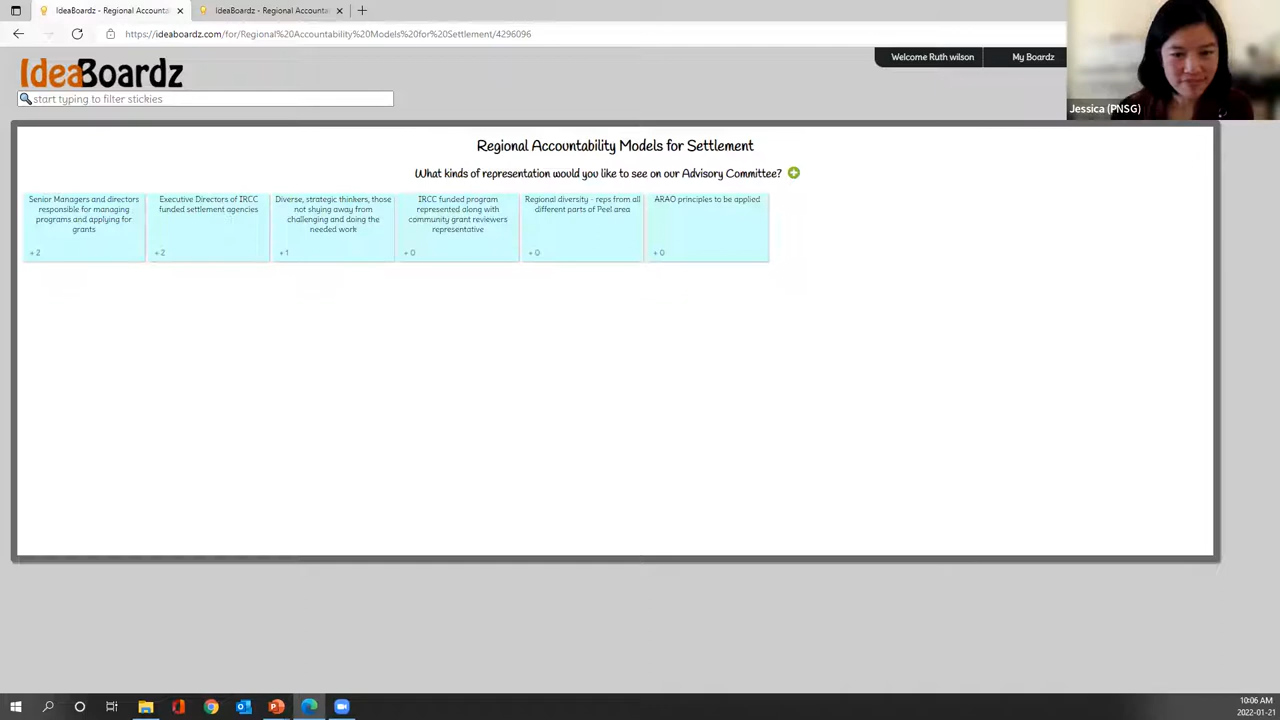 IdeaBoardz - Regional Accounta
IdeaBoardz - Regional Accounta
https://ideaboardz.com/for/Regional%20Accountability%20Models%20for%20Settlement/4296096
IdeaBoardz
Welcome Ruth wilson
My Boardz
start typing to filter stickies
Jessica (PNSG)
Regional Accountability Models for Settlement
What kinds of representation would you like to see on our Advisory Committee?
Senior Managers and directors
responsible for managing
programs and applying for
grants
+2
Executive Directors of IRCC
funded settlement agencies
+2
Diverse, strategic thinkers, those
not shying away from
challenging and doing the
needed work
+1
IRCC funded program
represented along with
community grant reviewers
representative
+0
Regional diversity - reps from all
different parts of Peel area
+0
ARAO principles to be applied
+0
10:06 AM
2022-01-21